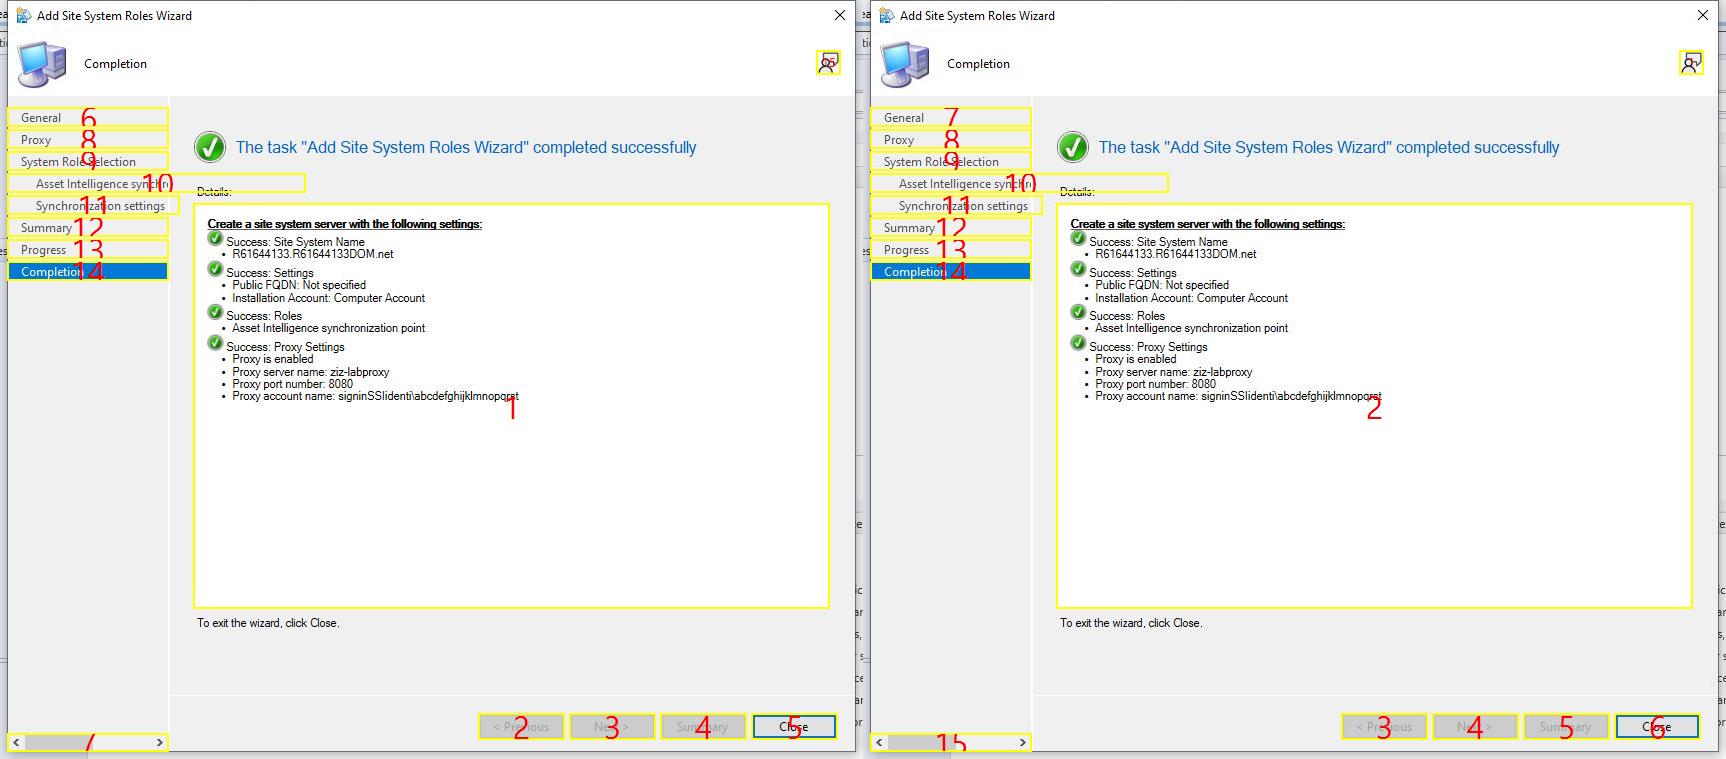 Add Site System Roles Wizard
Completion
15
General 6
Proxy 8
System Role Selection 9
Asset Intelligence synchro 10
Synchronization settings 11
Summary 12
Progress 13
Completion 14
The task "Add Site System Roles Wizard" completed successfully
Details:
Create a site system server with the following settings:
Success: Site System Name
• R61644133.R61644133DOM.net
Success: Settings
• Public FQDN: Not specified
• Installation Account: Computer Account
Success: Roles
• Asset Intelligence synchronization point
Success: Proxy Settings
• Proxy is enabled
• Proxy server name: ziz-labproxy
• Proxy port number: 8080
• Proxy account name: signinSSIidenti\abcdefghijklmnopqrst
1
To exit the wizard, click Close.
< Previous 2
Next > 3
Summary 4
Close 5
7
Add Site System Roles Wizard
Completion
1
General 7
Proxy 8
System Role Selection 9
Asset Intelligence synchro 10
Synchronization settings 11
Summary 12
Progress 13
Completion 14
The task "Add Site System Roles Wizard" completed successfully
Details:
Create a site system server with the following settings:
Success: Site System Name
• R61644133.R61644133DOM.net
Success: Settings
• Public FQDN: Not specified
• Installation Account: Computer Account
Success: Roles
• Asset Intelligence synchronization point
Success: Proxy Settings
• Proxy is enabled
• Proxy server name: ziz-labproxy
• Proxy port number: 8080
• Proxy account name: signinSSIidenti\abcdefghijklmnopqrst
2
To exit the wizard, click Close.
< Previous 3
Next > 4
Summary 5
Close 6
15